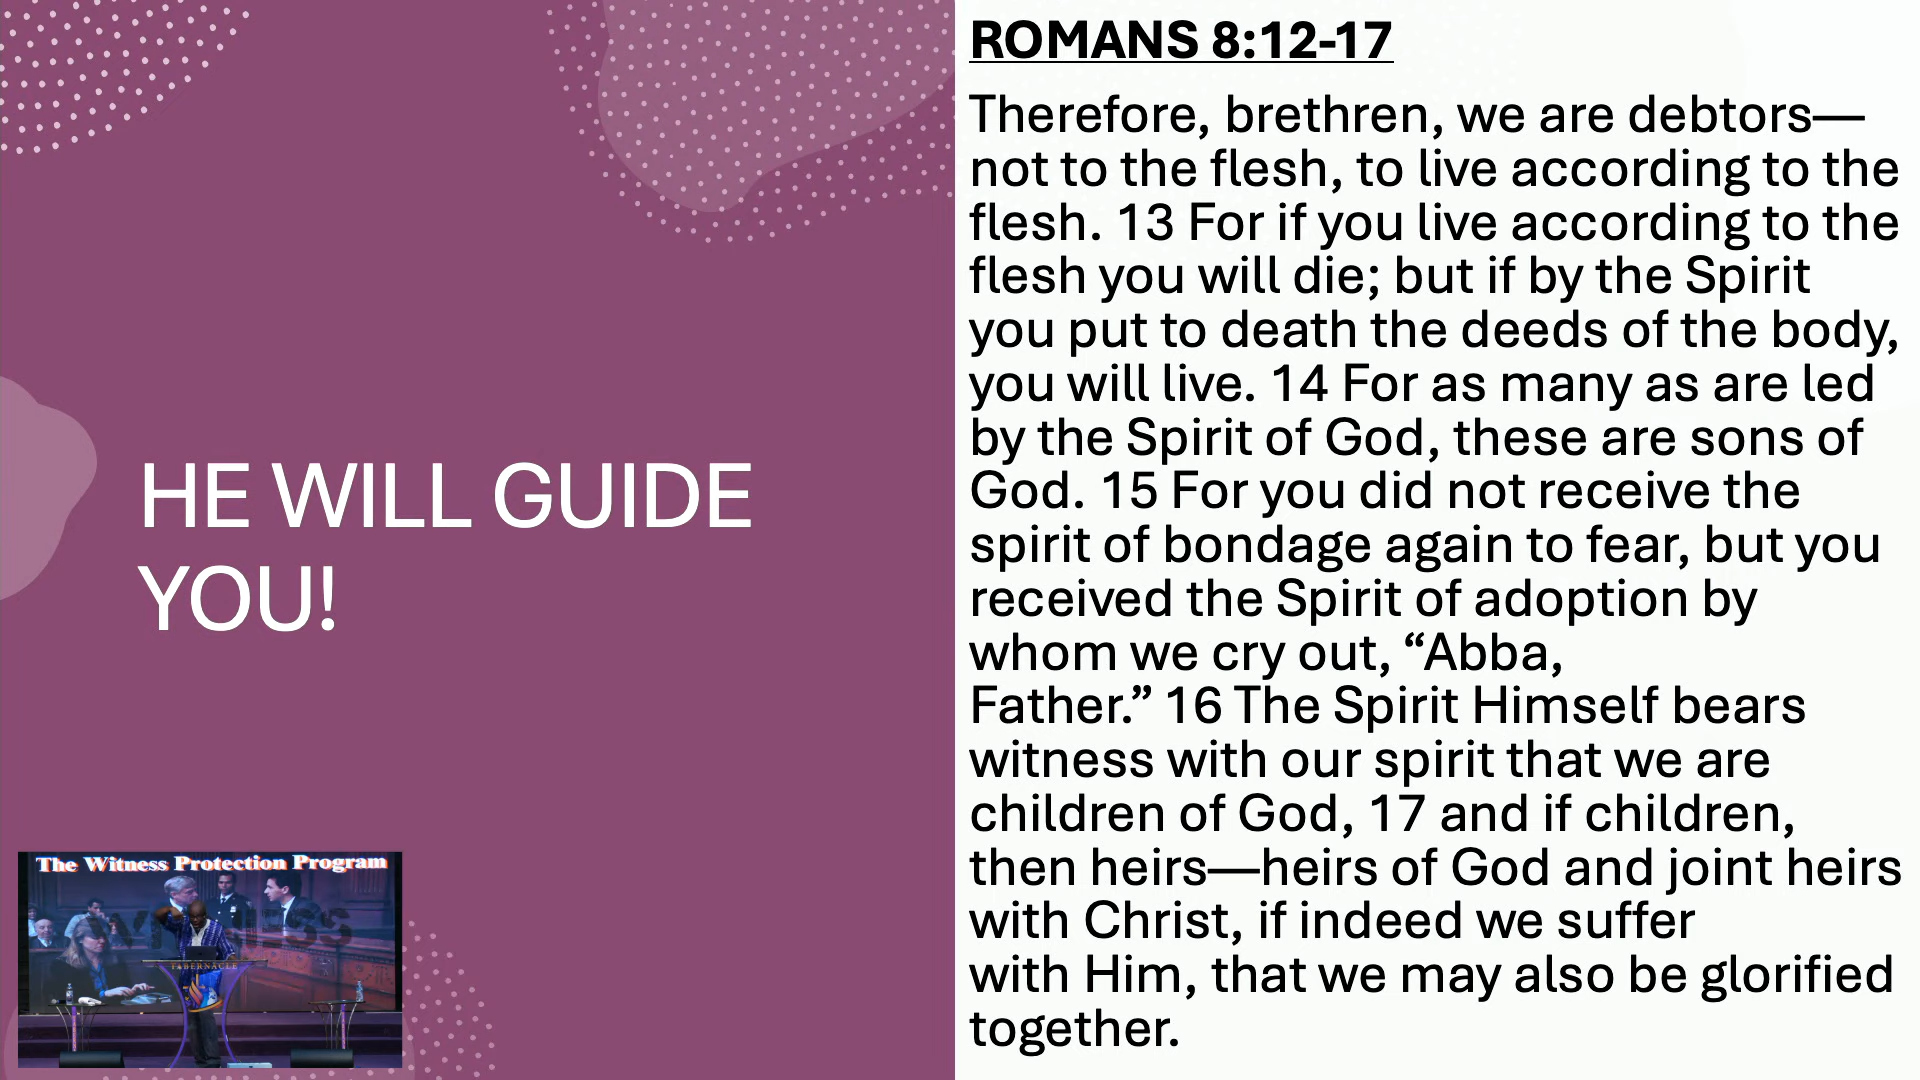 HE WILL GUIDE
YOU!
ROMANS 8:12-17
Therefore, brethren, we are debtors—
not to the flesh, to live according to the
flesh. 13 For if you live according to the
flesh you will die; but if by the Spirit
you put to death the deeds of the body,
you will live. 14 For as many as are led
by the Spirit of God, these are sons of
God. 15 For you did not receive the
spirit of bondage again to fear, but you
received the Spirit of adoption by
whom we cry out, “Abba,
Father.” 16 The Spirit Himself bears
witness with our spirit that we are
children of God, 17 and if children,
then heirs—heirs of God and joint heirs
with Christ, if indeed we suffer
with Him, that we may also be glorified
together.
The Witness Protection Program
TABERNACLE